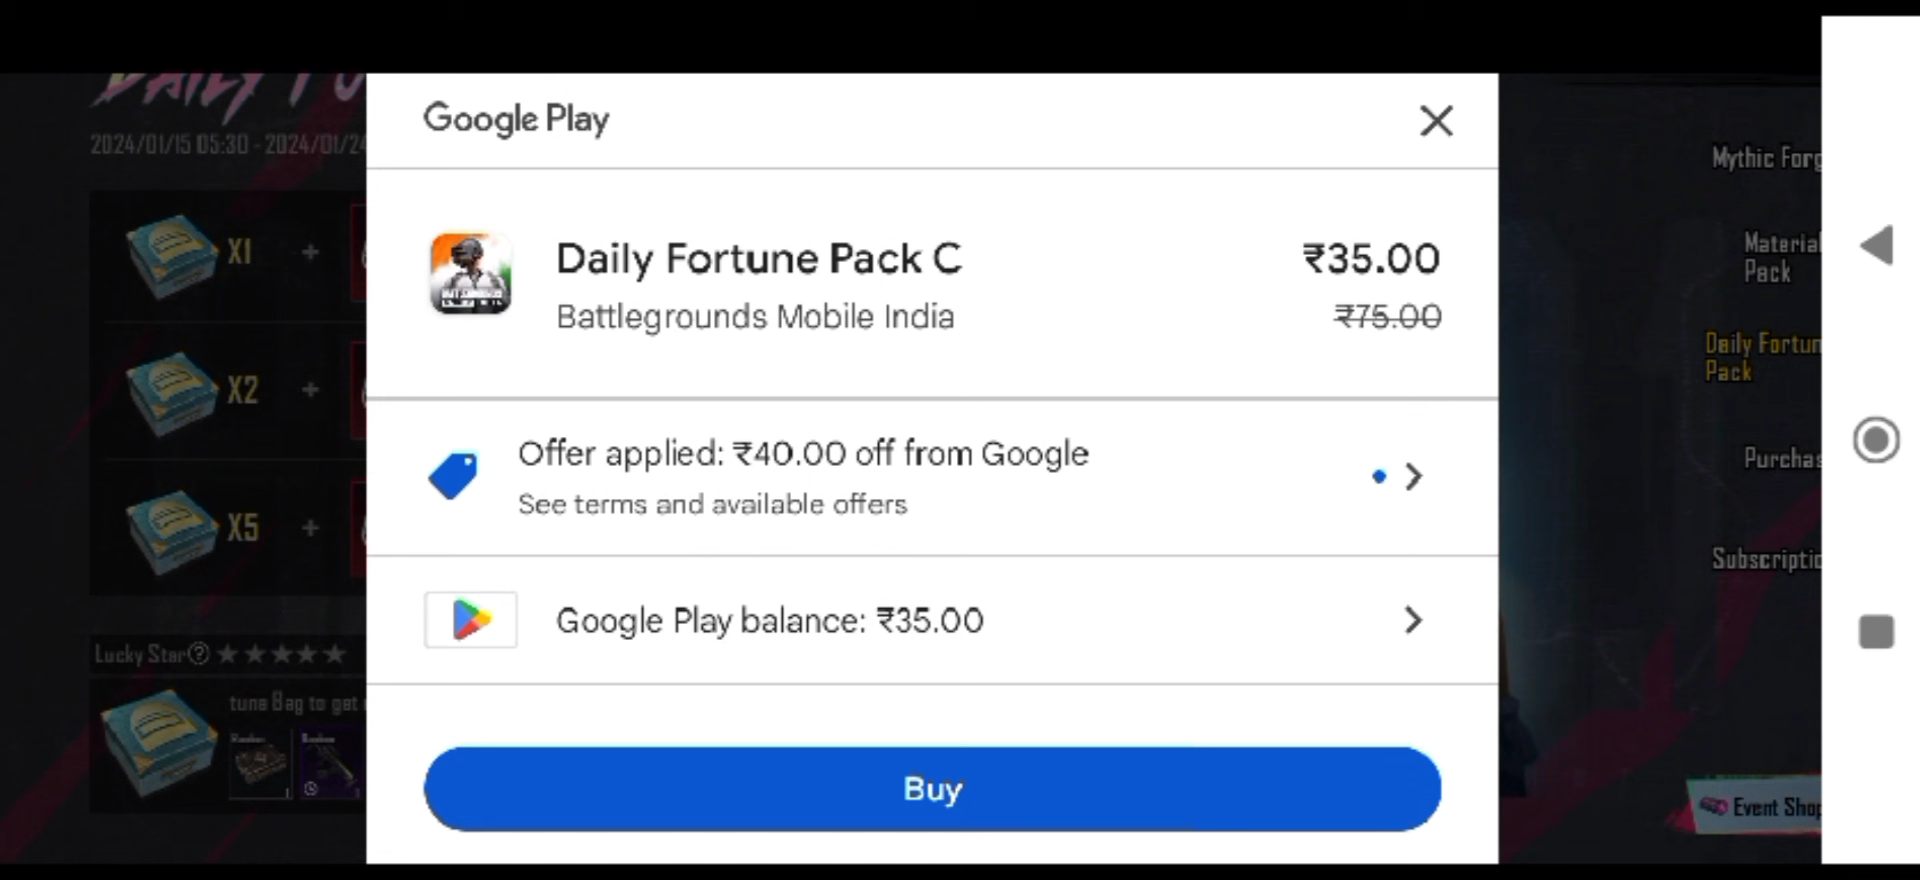 DAILY FO
2024/01/15 05:30 - 2024/01/24
X1 +
X2 +
X5 +
Lucky Star ? ★★★★★
tune Bag to get
Google Play
Daily Fortune Pack C
₹35.00
Battlegrounds Mobile India
₹75.00
Offer applied: ₹40.00 off from Google
See terms and available offers
Google Play balance: ₹35.00
Buy
Mythic Forg
Material
Pack
Daily Fortun
Pack
Purchas
Subscriptio
Event Shop